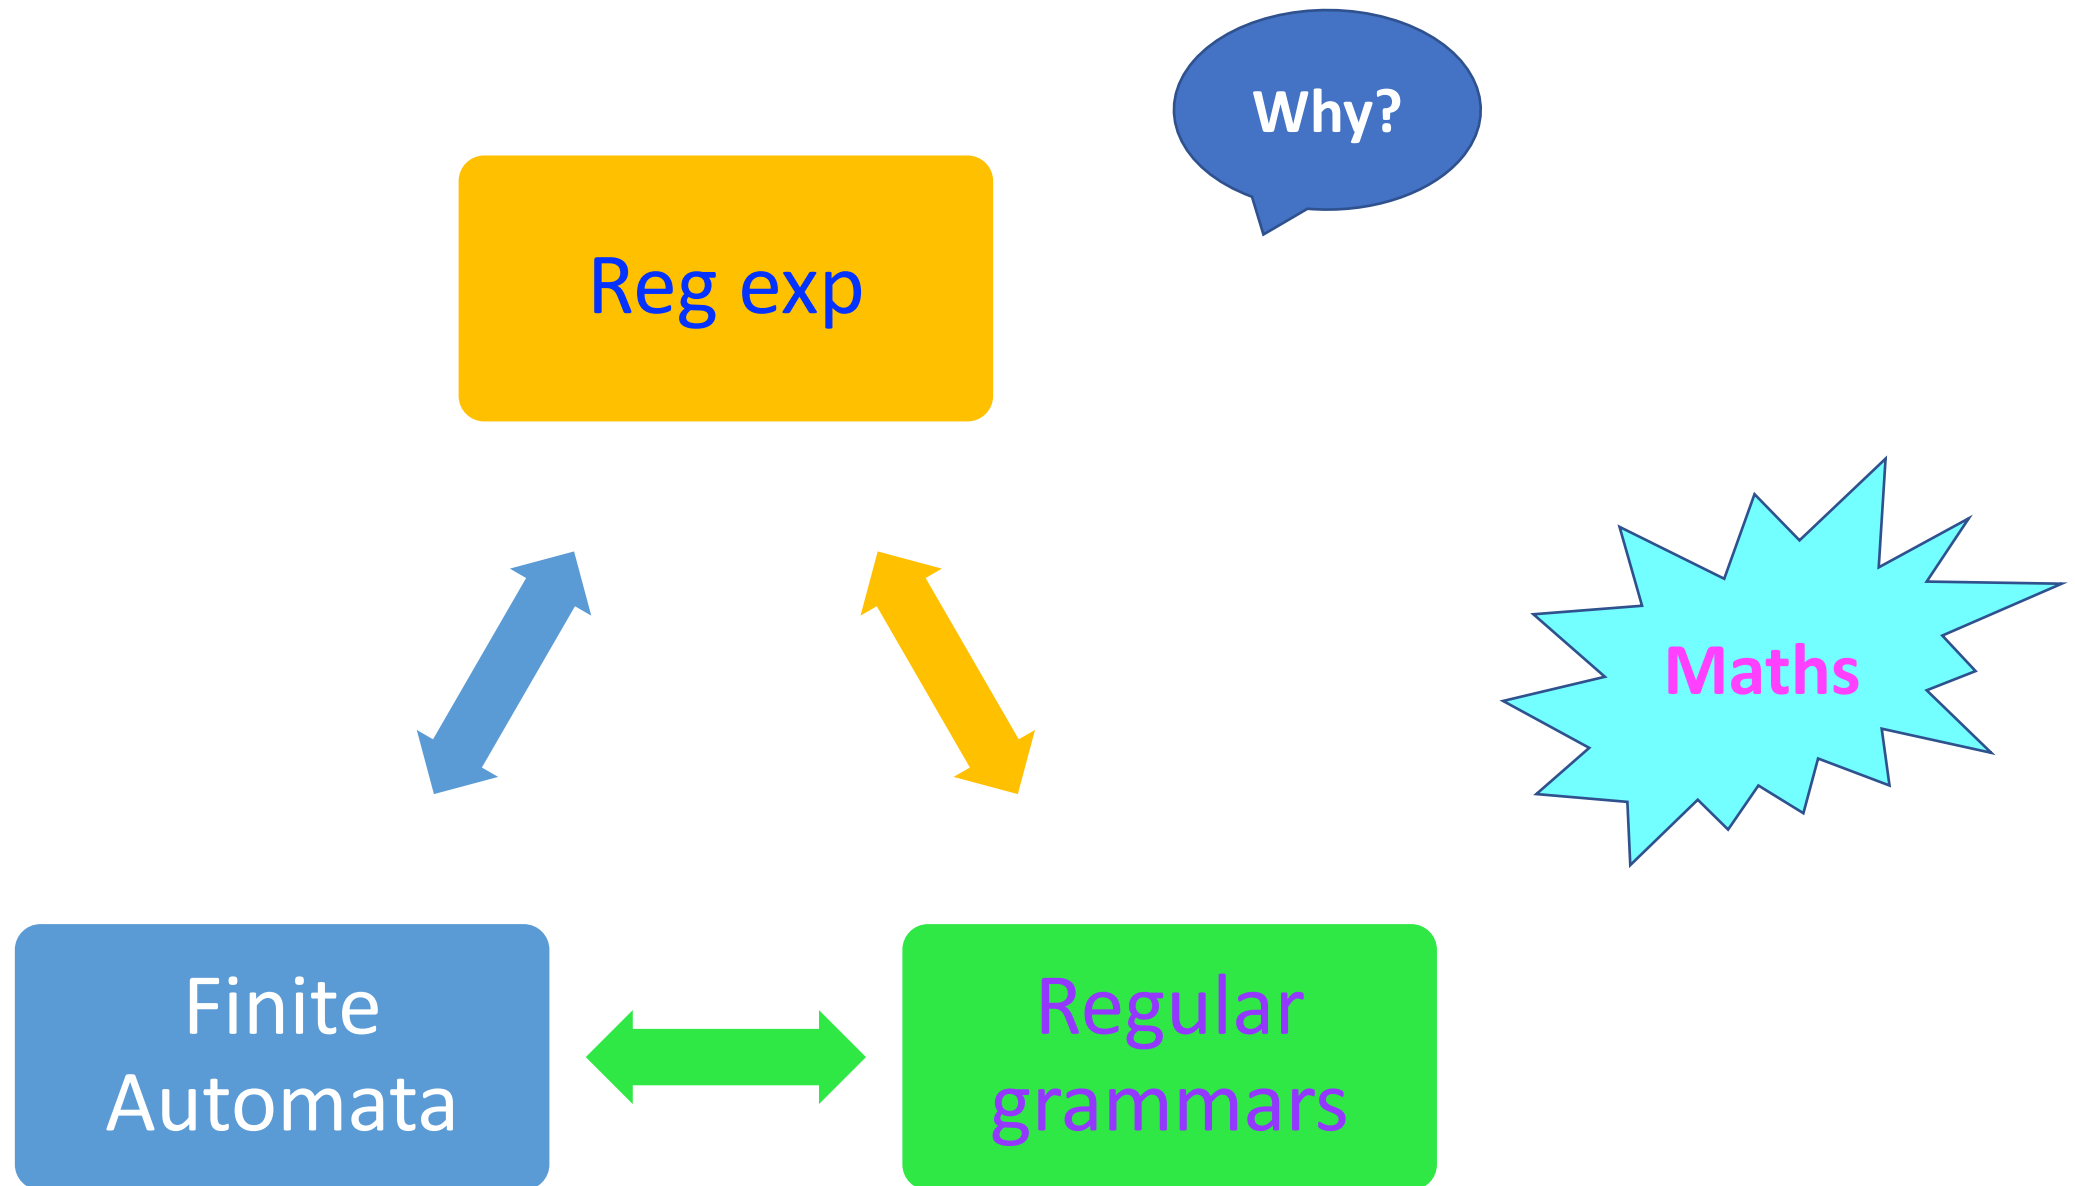 Why?
Reg exp
Maths
Finite
Automata
Regular
grammars